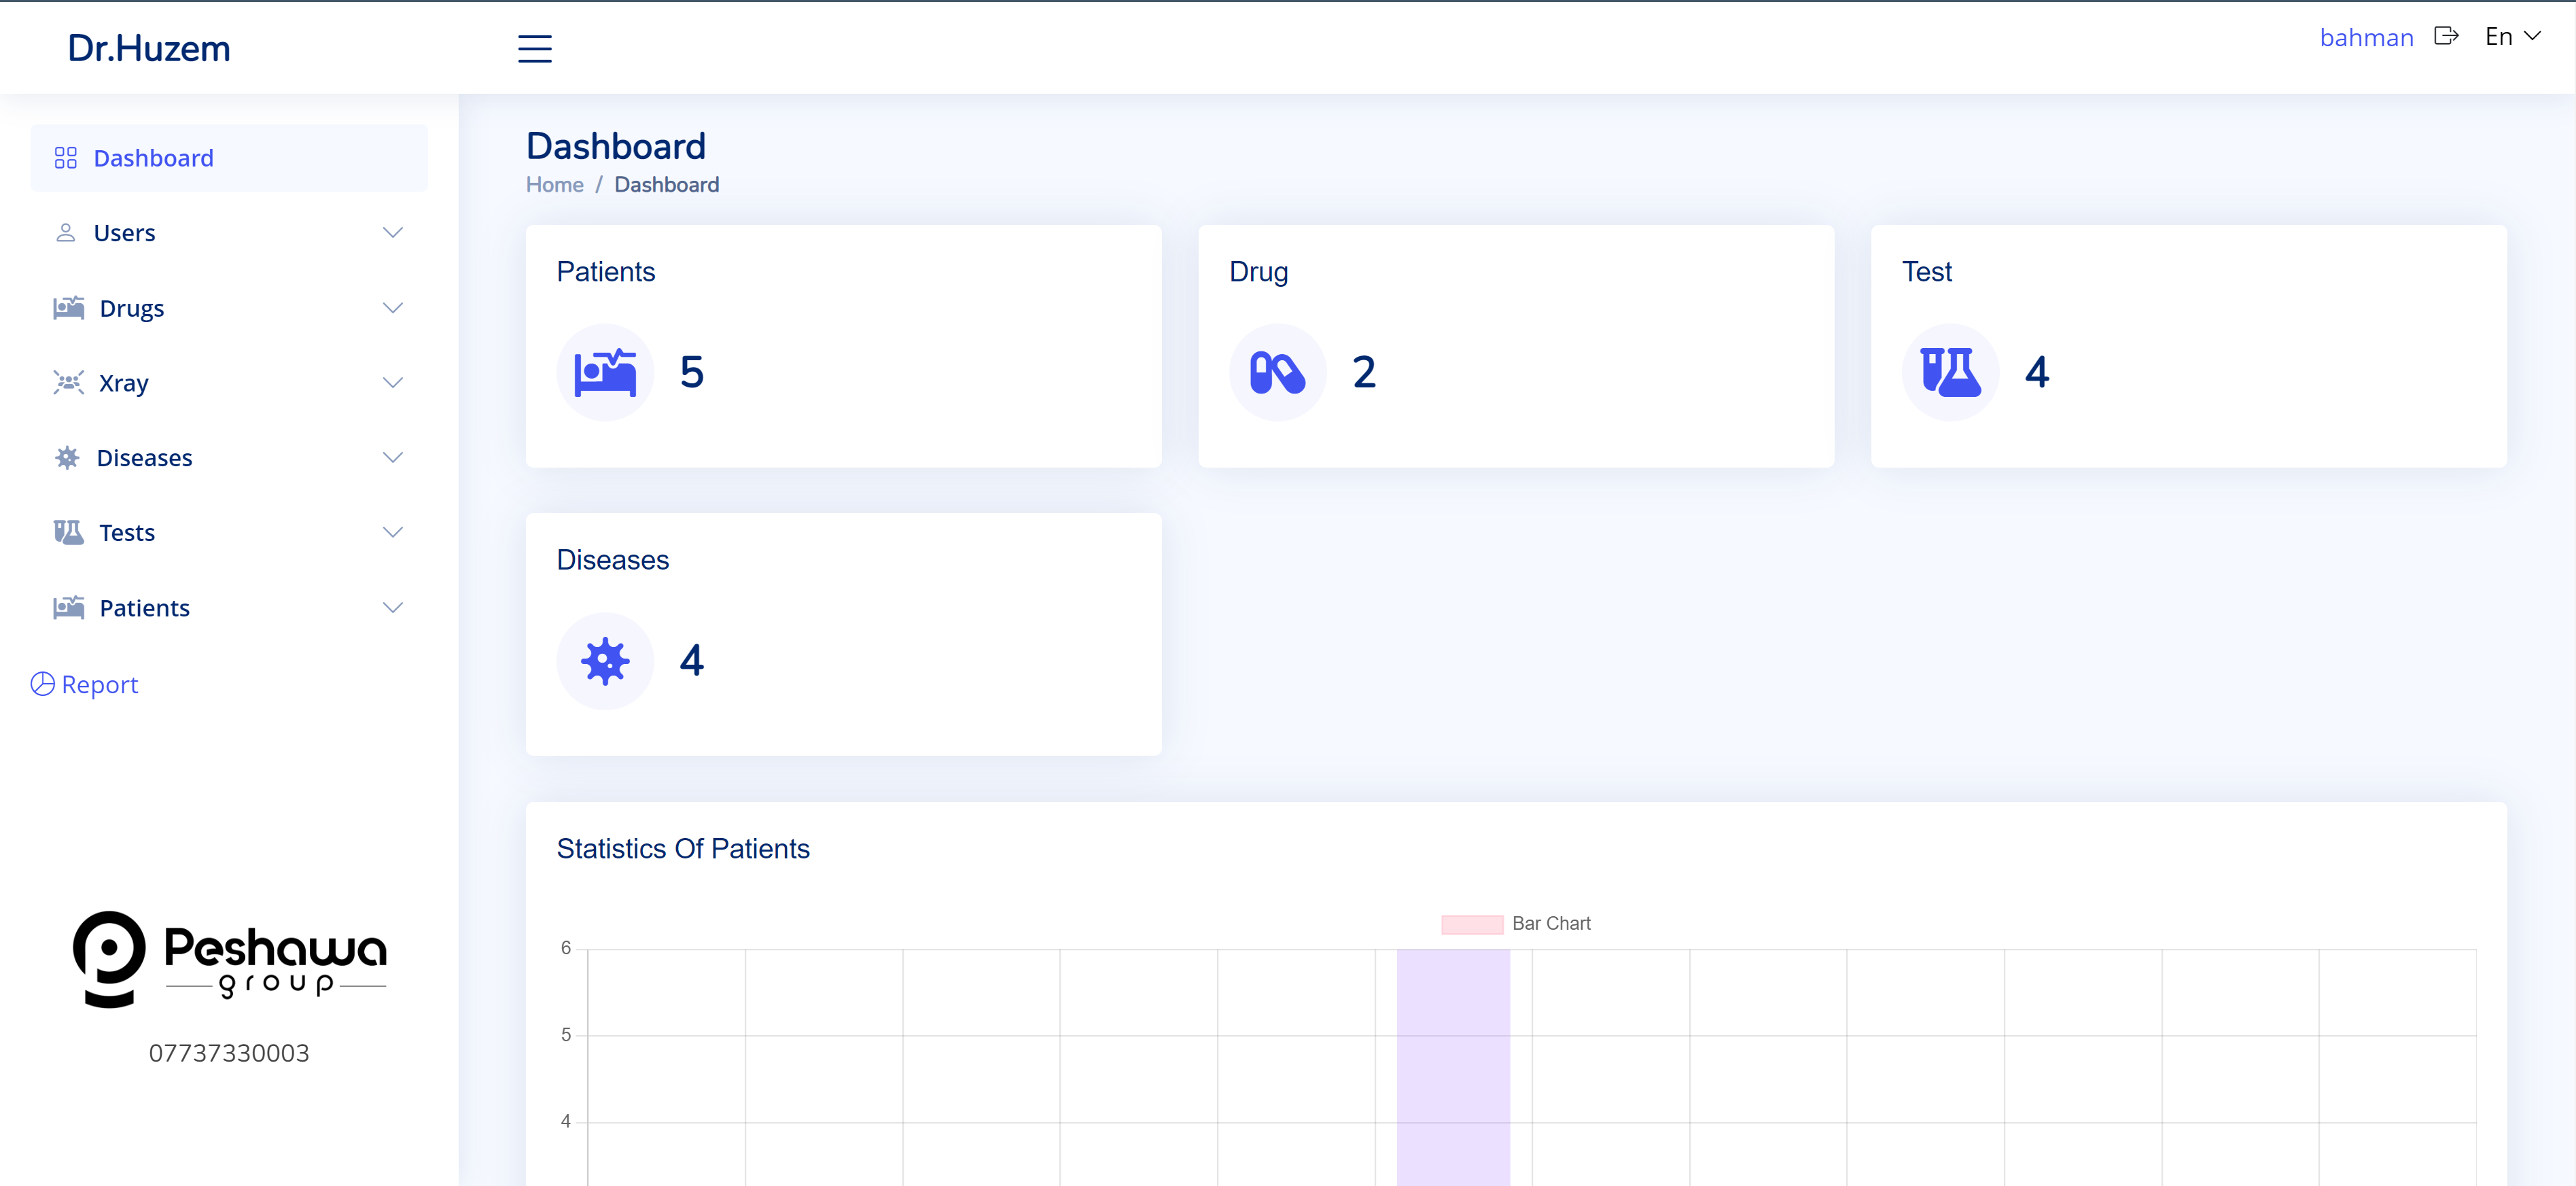 Dr.Huzem
bahman
En
Dashboard
Users
Drugs
Xray
Diseases
Tests
Patients
Report
Peshawa
group
07737330003
Dashboard
Home / Dashboard
Patients
5
Drug
2
Test
4
Diseases
4
Statistics Of Patients
Bar Chart
6
5
4